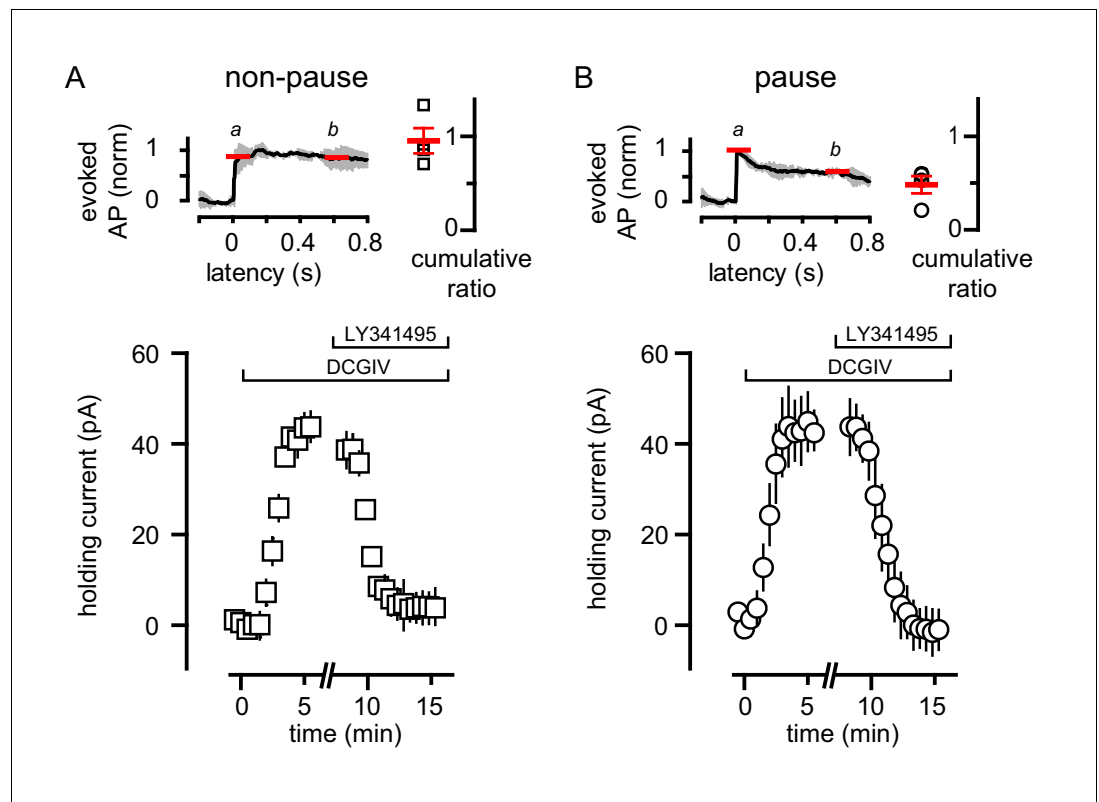 A
non-pause
a
b
1
0
evoked
AP (norm)
0
0.4
0.8
latency (s)
1
0
cumulative
ratio
B
pause
a
b
1
0
evoked
AP (norm)
0
0.4
0.8
latency (s)
1
0
cumulative
ratio
LY341495
DCGIV
60
40
20
0
holding current (pA)
0
5
10
15
time (min)
LY341495
DCGIV
60
40
20
0
holding current (pA)
0
5
10
15
time (min)